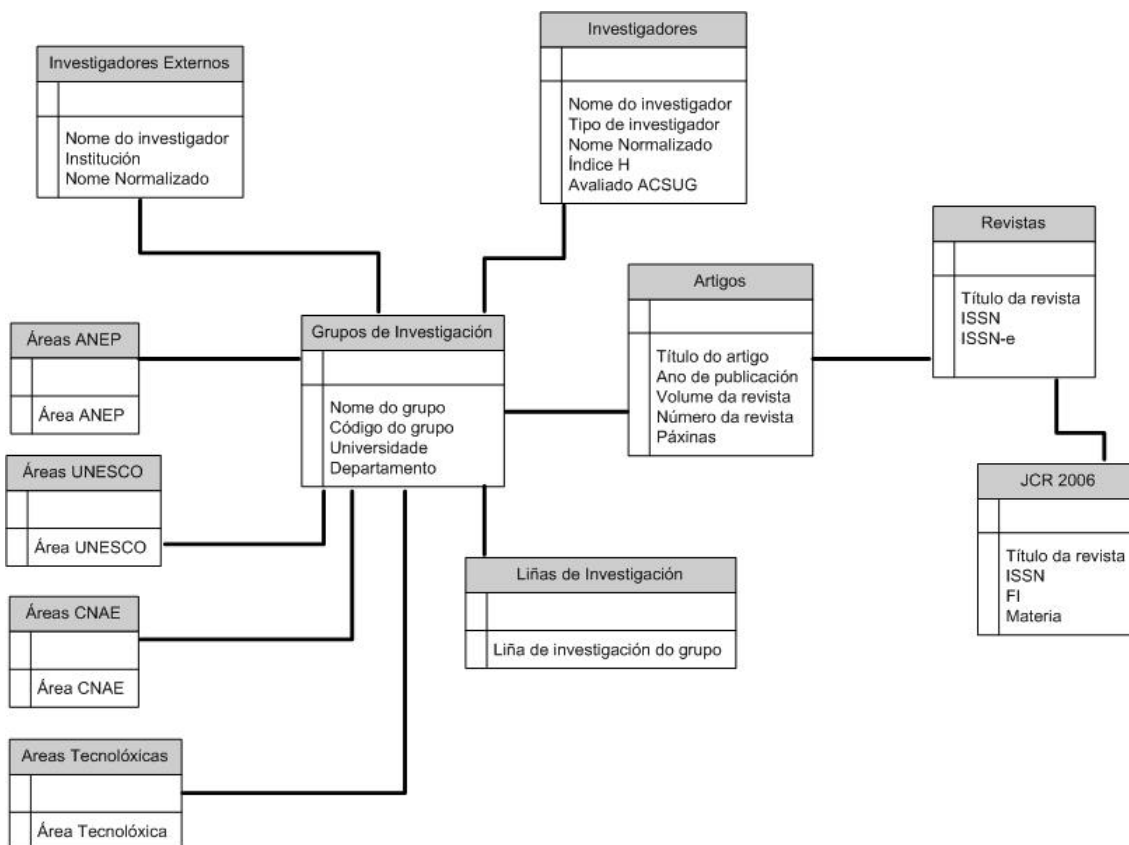 Investigadores Externos
Nome do investigador
Institución
Nome Normalizado
Investigadores
Nome do investigador
Tipo de investigador
Nome Normalizado
Índice H
Avaliado ACSUG
Revistas
Título da revista
ISSN
ISSN-e
Artigos
Título do artigo
Ano de publicación
Volume da revista
Número da revista
Páxinas
Grupos de Investigación
Nome do grupo
Código do grupo
Universidade
Departamento
Áreas ANEP
Área ANEP
Áreas UNESCO
Área UNESCO
JCR 2006
Título da revista
ISSN
FI
Materia
Liñas de Investigación
Liña de investigación do grupo
Áreas CNAE
Área CNAE
Areas Tecnolóxicas
Área Tecnolóxica